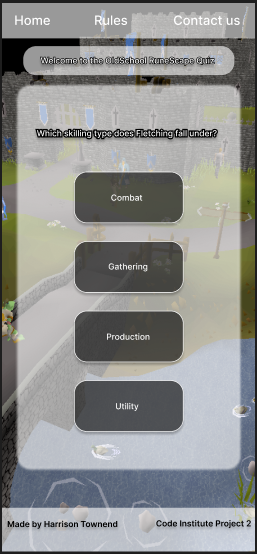 Home Rules Contact us
Welcome to the OldSchool RuneScape Quiz
Which skilling type does Fletching fall under?
Combat
Gathering
Production
Utility
Made by Harrison Townend Code Institute Project 2